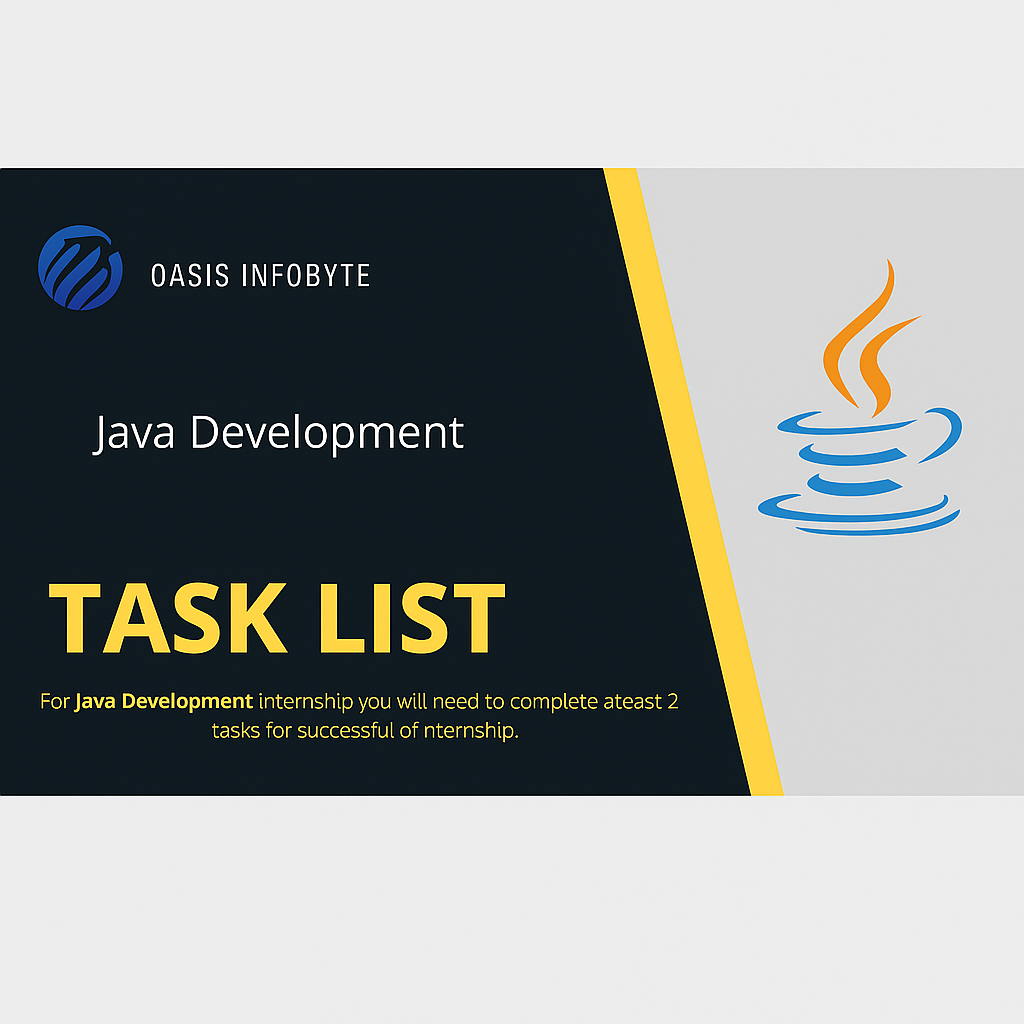 OASIS INFOBYTE
Java Development
TASK LIST
For Java Development internship you will need to complete ateast 2
tasks for successful of nternship.